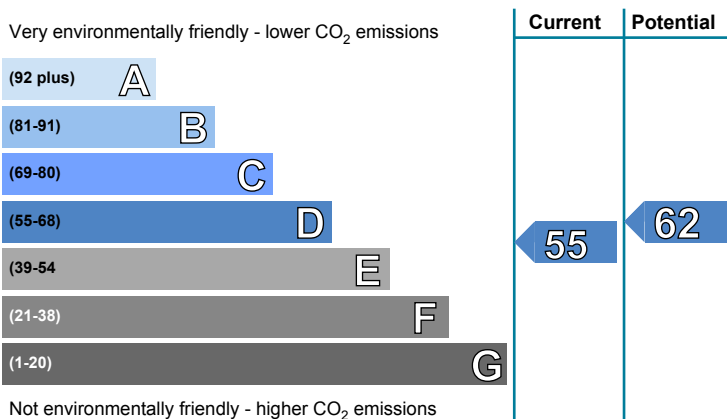 Current Potential
Very environmentally friendly - lower CO2 emissions
(92 plus) A
(81-91) B
(69-80) C
(55-68) D
55 62
(39-54 E
(21-38) F
(1-20) G
Not environmentally friendly - higher CO2 emissions